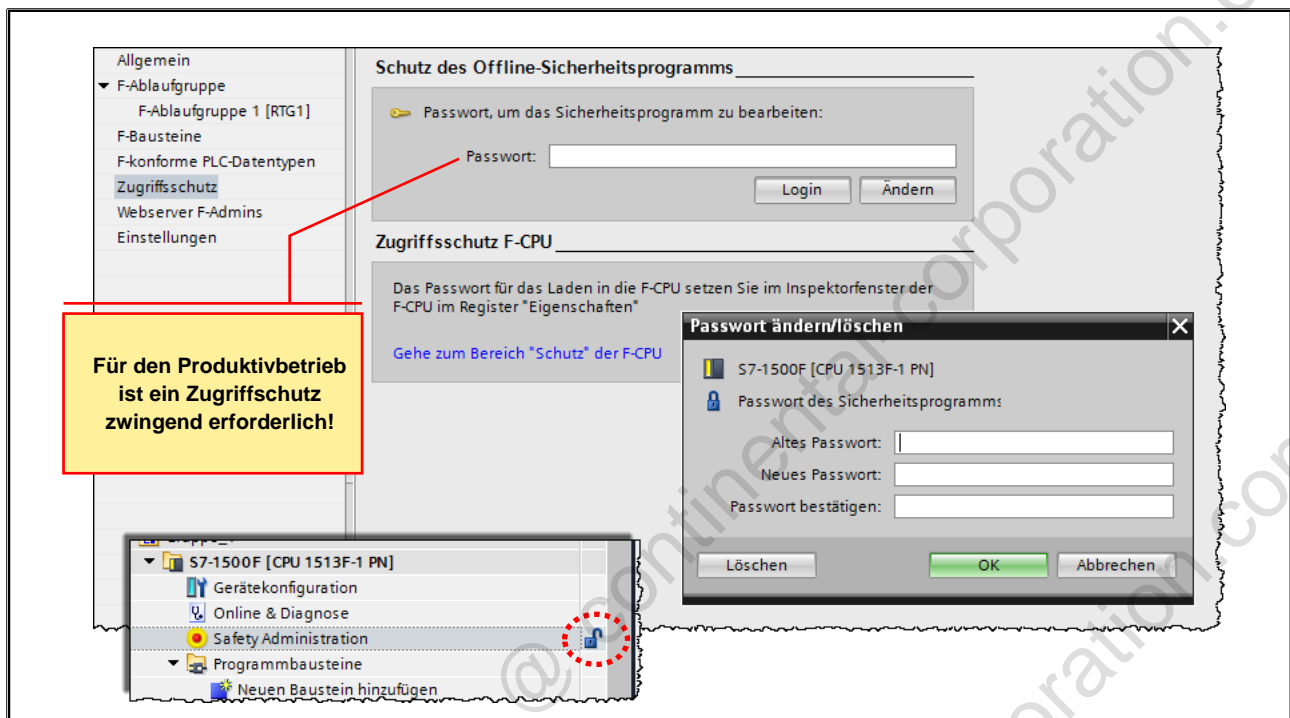 Allgemein
F-Ablaufgruppe
F-Ablaufgruppe 1 [RTG1]
F-Bausteine
F-konforme PLC-Datentypen
Zugriffsschutz
Webserver F-Admins
Einstellungen
Schutz des Offline-Sicherheitsprogramms
Passwort, um das Sicherheitsprogramm zu bearbeiten:
Passwort:
Login
Ändern
Zugriffsschutz F-CPU
Das Passwort für das Laden in die F-CPU setzen Sie im Inspektorfenster der
F-CPU im Register "Eigenschaften"
Gehe zum Bereich "Schutz" der F-CPU
Für den Produktivbetrieb
ist ein Zugriffschutz
zwingend erforderlich!
Passwort ändern/löschen
S7-1500F [CPU 1513F-1 PN]
Passwort des Sicherheitsprogramms
Altes Passwort:
Neues Passwort:
Passwort bestätigen:
Löschen
OK
Abbrechen
S7-1500F [CPU 1513F-1 PN]
Gerätekonfiguration
Online & Diagnose
Safety Administration
Programmbausteine
Neuen Baustein hinzufügen
@ continental.corporation.co
oration.com